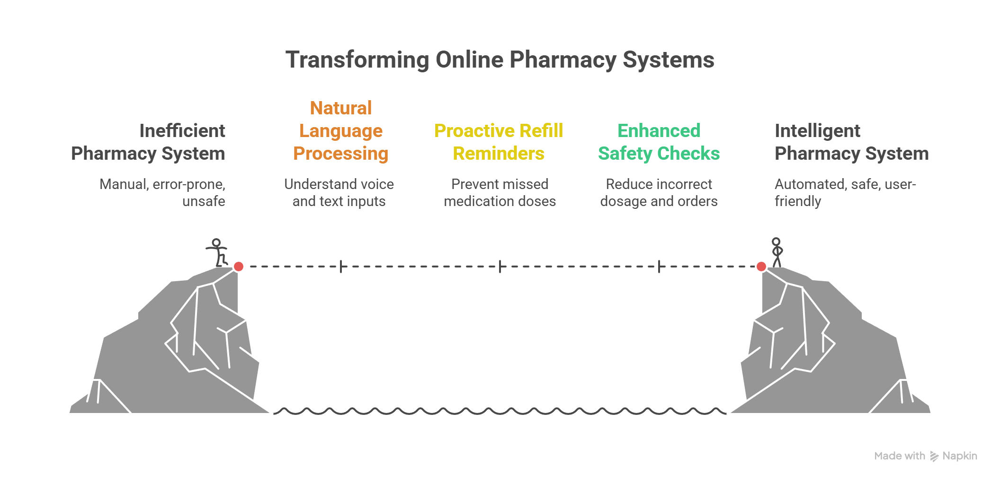 Transforming Online Pharmacy Systems
Inefficient
Pharmacy System
Manual, error-prone,
unsafe
Natural
Language
Processing
Understand voice
and text inputs
Proactive Refill
Reminders
Prevent missed
medication doses
Enhanced
Safety Checks
Reduce incorrect
dosage and orders
Intelligent
Pharmacy System
Automated, safe, user-
friendly
Made with Napkin